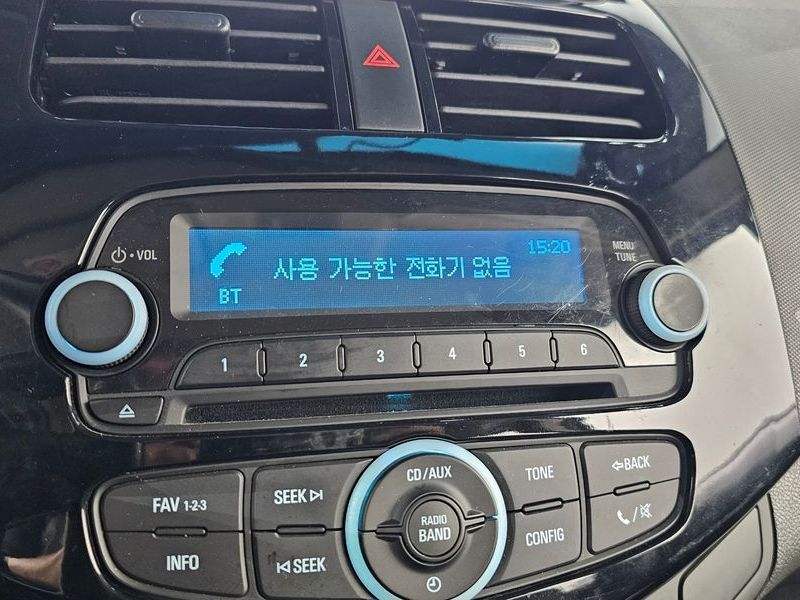 VOL
15:20
MENU
TUNE
사용 가능한 전화기 없음
BT
1 2 3 4 5 6
FAV 1-2-3
SEEK
CD/AUX
TONE
BACK
RADIO
BAND
INFO
SEEK
CONFIG